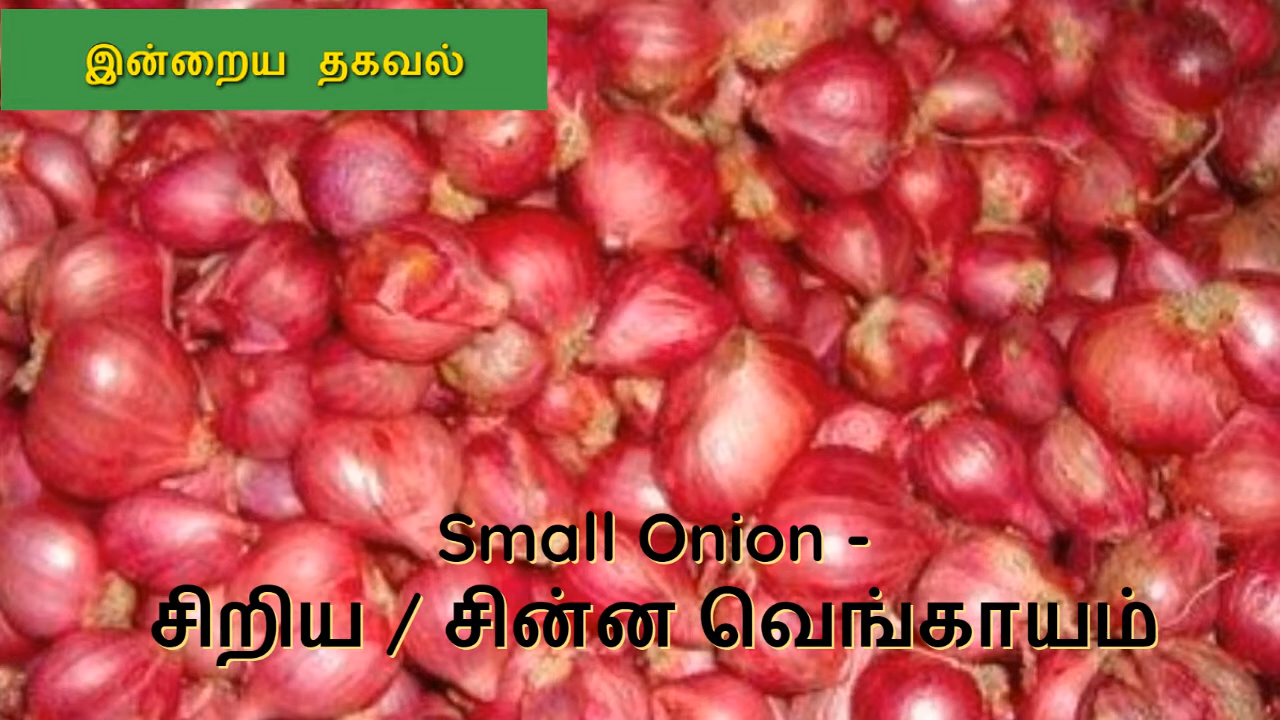 இன்றைய தகவல்
Small Onion -
சிறிய / சின்ன வெங்காயம்